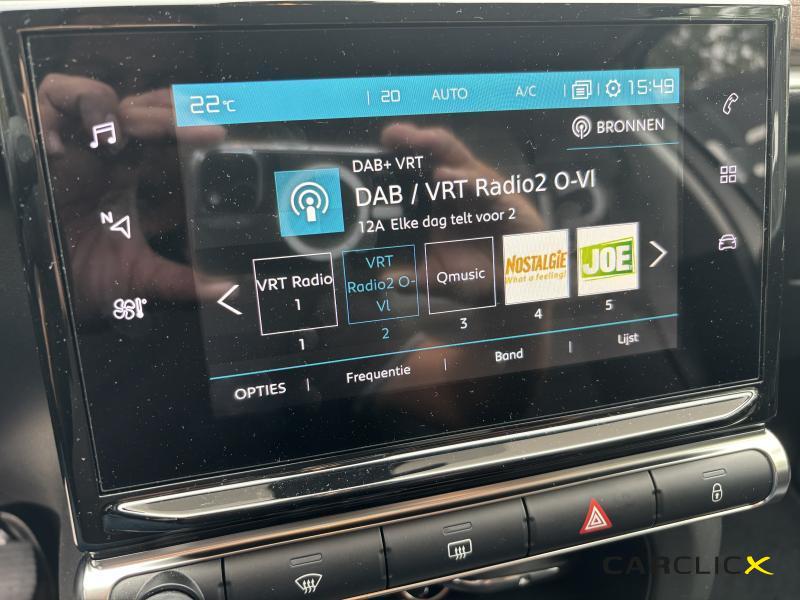 22°C | 20 AUTO A/C | | 15:49
BRONNEN
DAB+ VRT
DAB / VRT Radio2 O-Vl
12A Elke dag telt voor 2
N
VRT Radio
1
VRT
Radio2 O-
Vl
Qmusic
NOSTALGIE
What a feeling!
JOE
1
2
3
4
5
OPTIES | Frequentie | Band | Lijst
CARCLICX